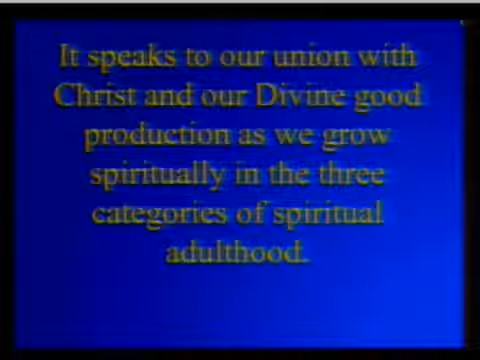 It speaks to our union with
Christ and our Divine good
production as we grow
spiritually in the three
categories of spiritual
adulthood.